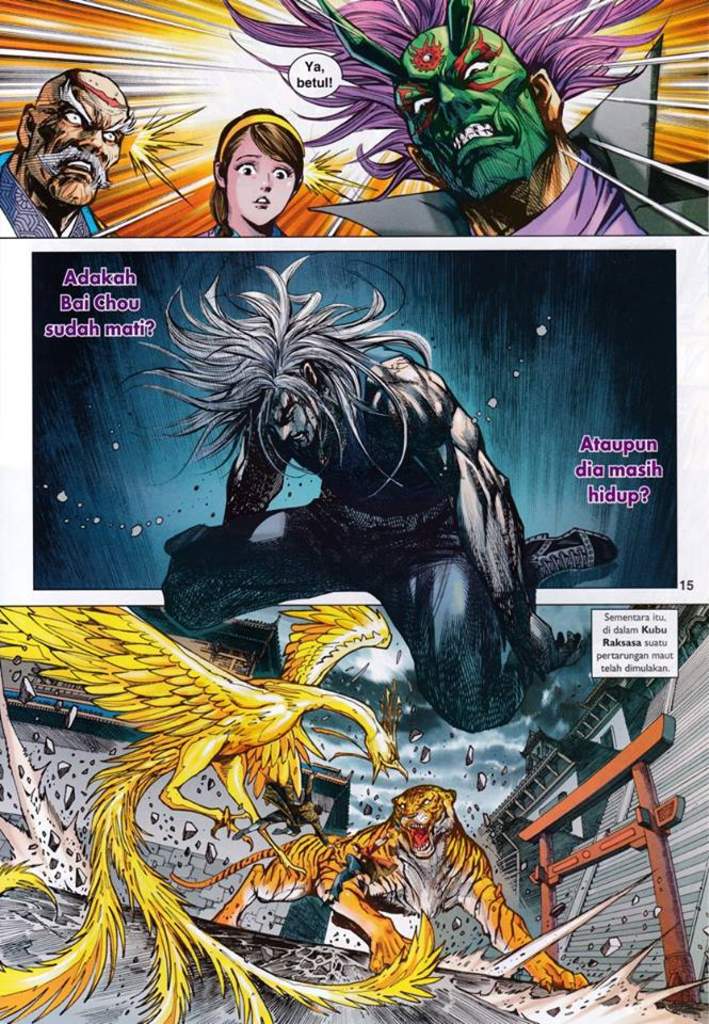 Ya,
betul!
Adakah
Bai Chou
sudah mati?
Ataupun
dia masih
hidup?
15
Sementara itu,
di dalam Kubu
Raksasa suatu
pertarungan maut
telah dimulakan.